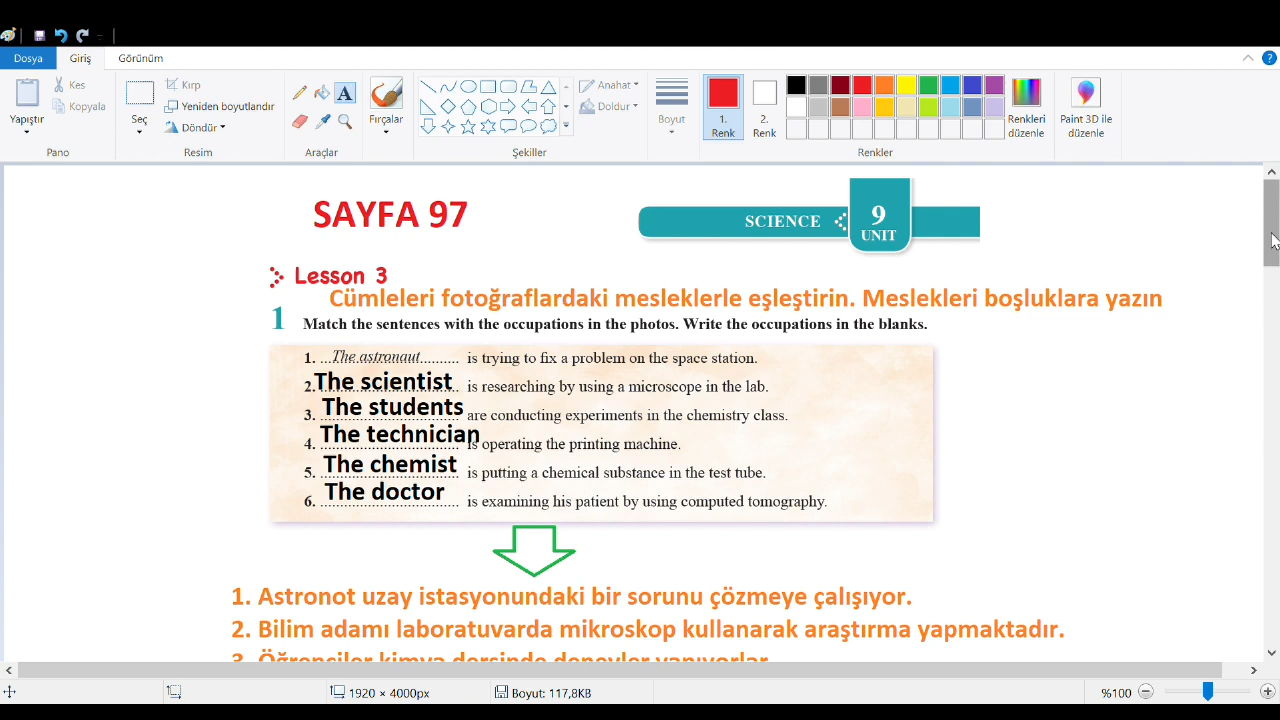 Dosya Giriş Görünüm
Yapıştır
Kes
Kopyala
Pano
Seç
Kırp
Yeniden boyutlandır
Döndür
Resim
A
Araçlar
Fırçalar
Anahat
Doldur
Şekiller
Boyut
1. Renk
2. Renk
Renkleri düzenle
Renkler
Paint 3D ile düzenle
SAYFA 97
SCIENCE
9
UNIT
Lesson 3
Cümleleri fotoğraflardaki mesleklerle eşleştirin. Meslekleri boşluklara yazın
1 Match the sentences with the occupations in the photos. Write the occupations in the blanks.
1. ...The astronaut.......... is trying to fix a problem on the space station.
2. The scientist is researching by using a microscope in the lab.
3. The students are conducting experiments in the chemistry class.
4. The technician is operating the printing machine.
5. The chemist is putting a chemical substance in the test tube.
6. The doctor is examining his patient by using computed tomography.
1. Astronot uzay istasyonundaki bir sorunu çözmeye çalışıyor.
2. Bilim adamı laboratuvarda mikroskop kullanarak araştırma yapmaktadır.
3. Öğrenciler kimya dersinde deneyler yapıyorlar
1920 × 4000px
Boyut: 117,8KB
%100